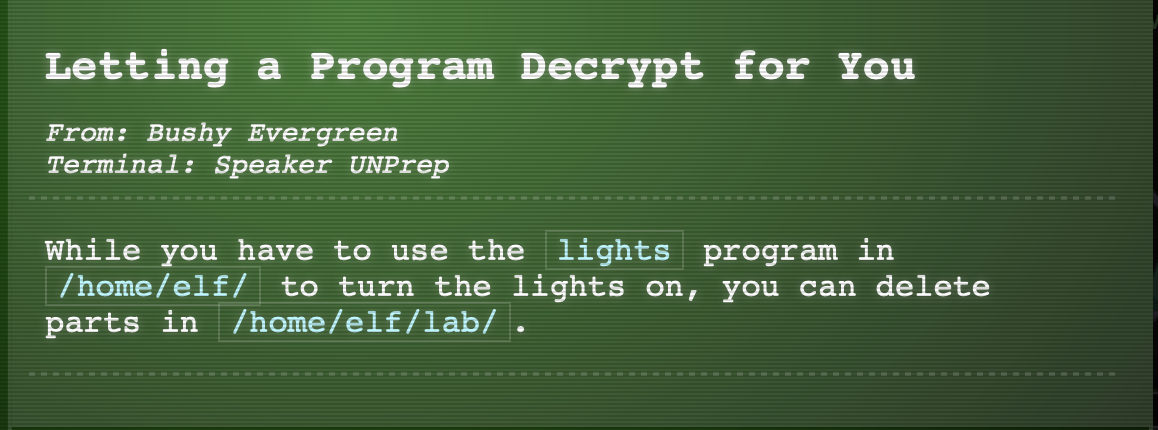 Letting a Program Decrypt for You
From: Bushy Evergreen
Terminal: Speaker UNPrep
While you have to use the lights program in
/home/elf/ to turn the lights on, you can delete
parts in /home/elf/lab/.